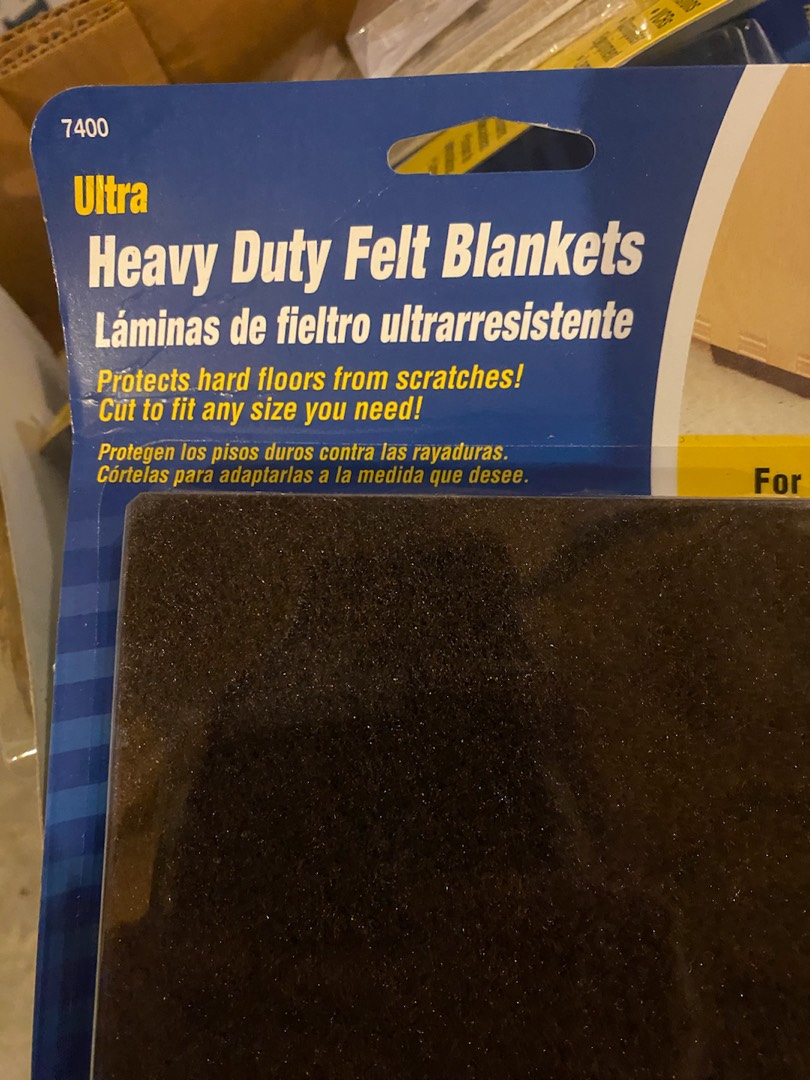 7400
Ultra
Heavy Duty Felt Blankets
Láminas de fieltro ultrarresistente
Protects hard floors from scratches!
Cut to fit any size you need!
Protegen los pisos duros contra las rayaduras.
Córtelas para adaptarlas a la medida que desee.
For